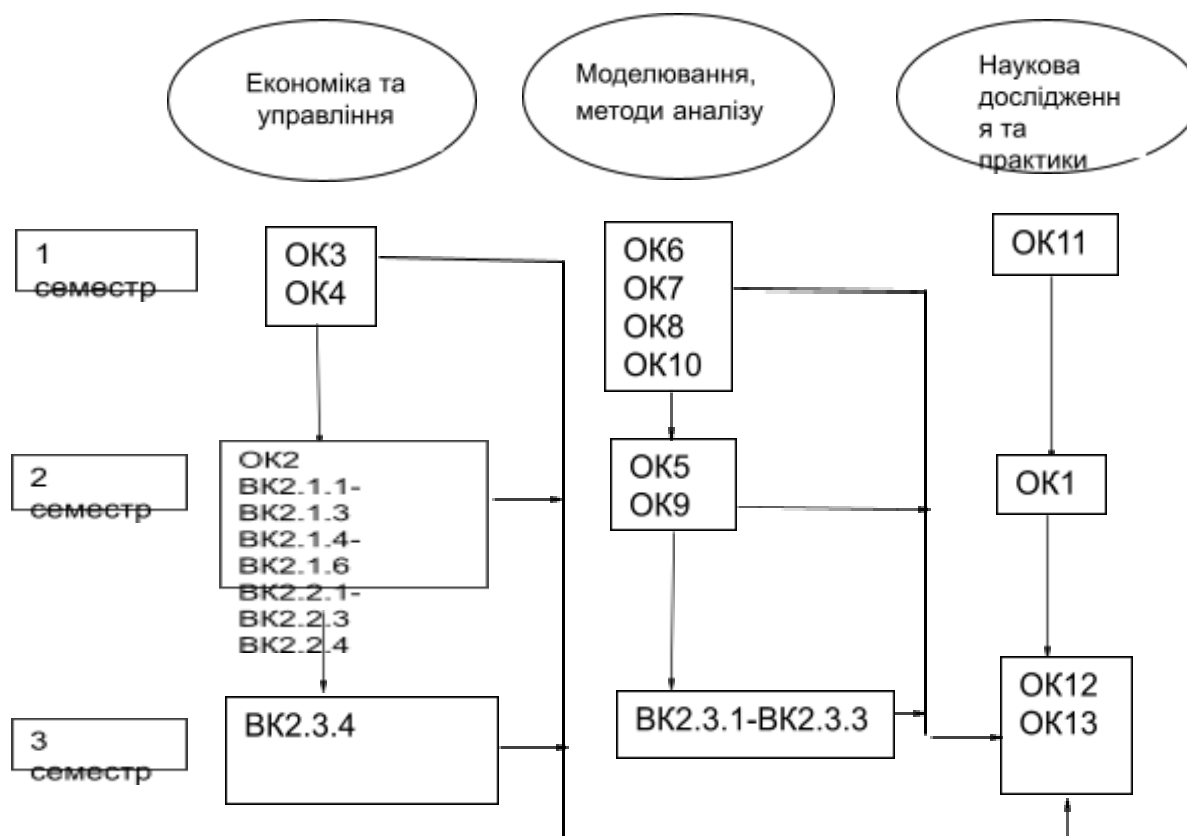 Економіка та
управління
Моделювання,
методи аналізу
Наукова
дослідженн
я та
практики
1
семестр
ОК3
ОК4
ОК6
ОК7
ОК8
ОК10
ОК11
2
семестр
ОК2
ВК2.1.1-
ВК2.1.3
ВК2.1.4-
ВК2.1.6
ВК2.2.1-
ВК2.2.3
ВК2.2.4
ОК5
ОК9
ОК1
3
семестр
ВК2.3.4
ВК2.3.1-ВК2.3.3
ОК12
ОК13